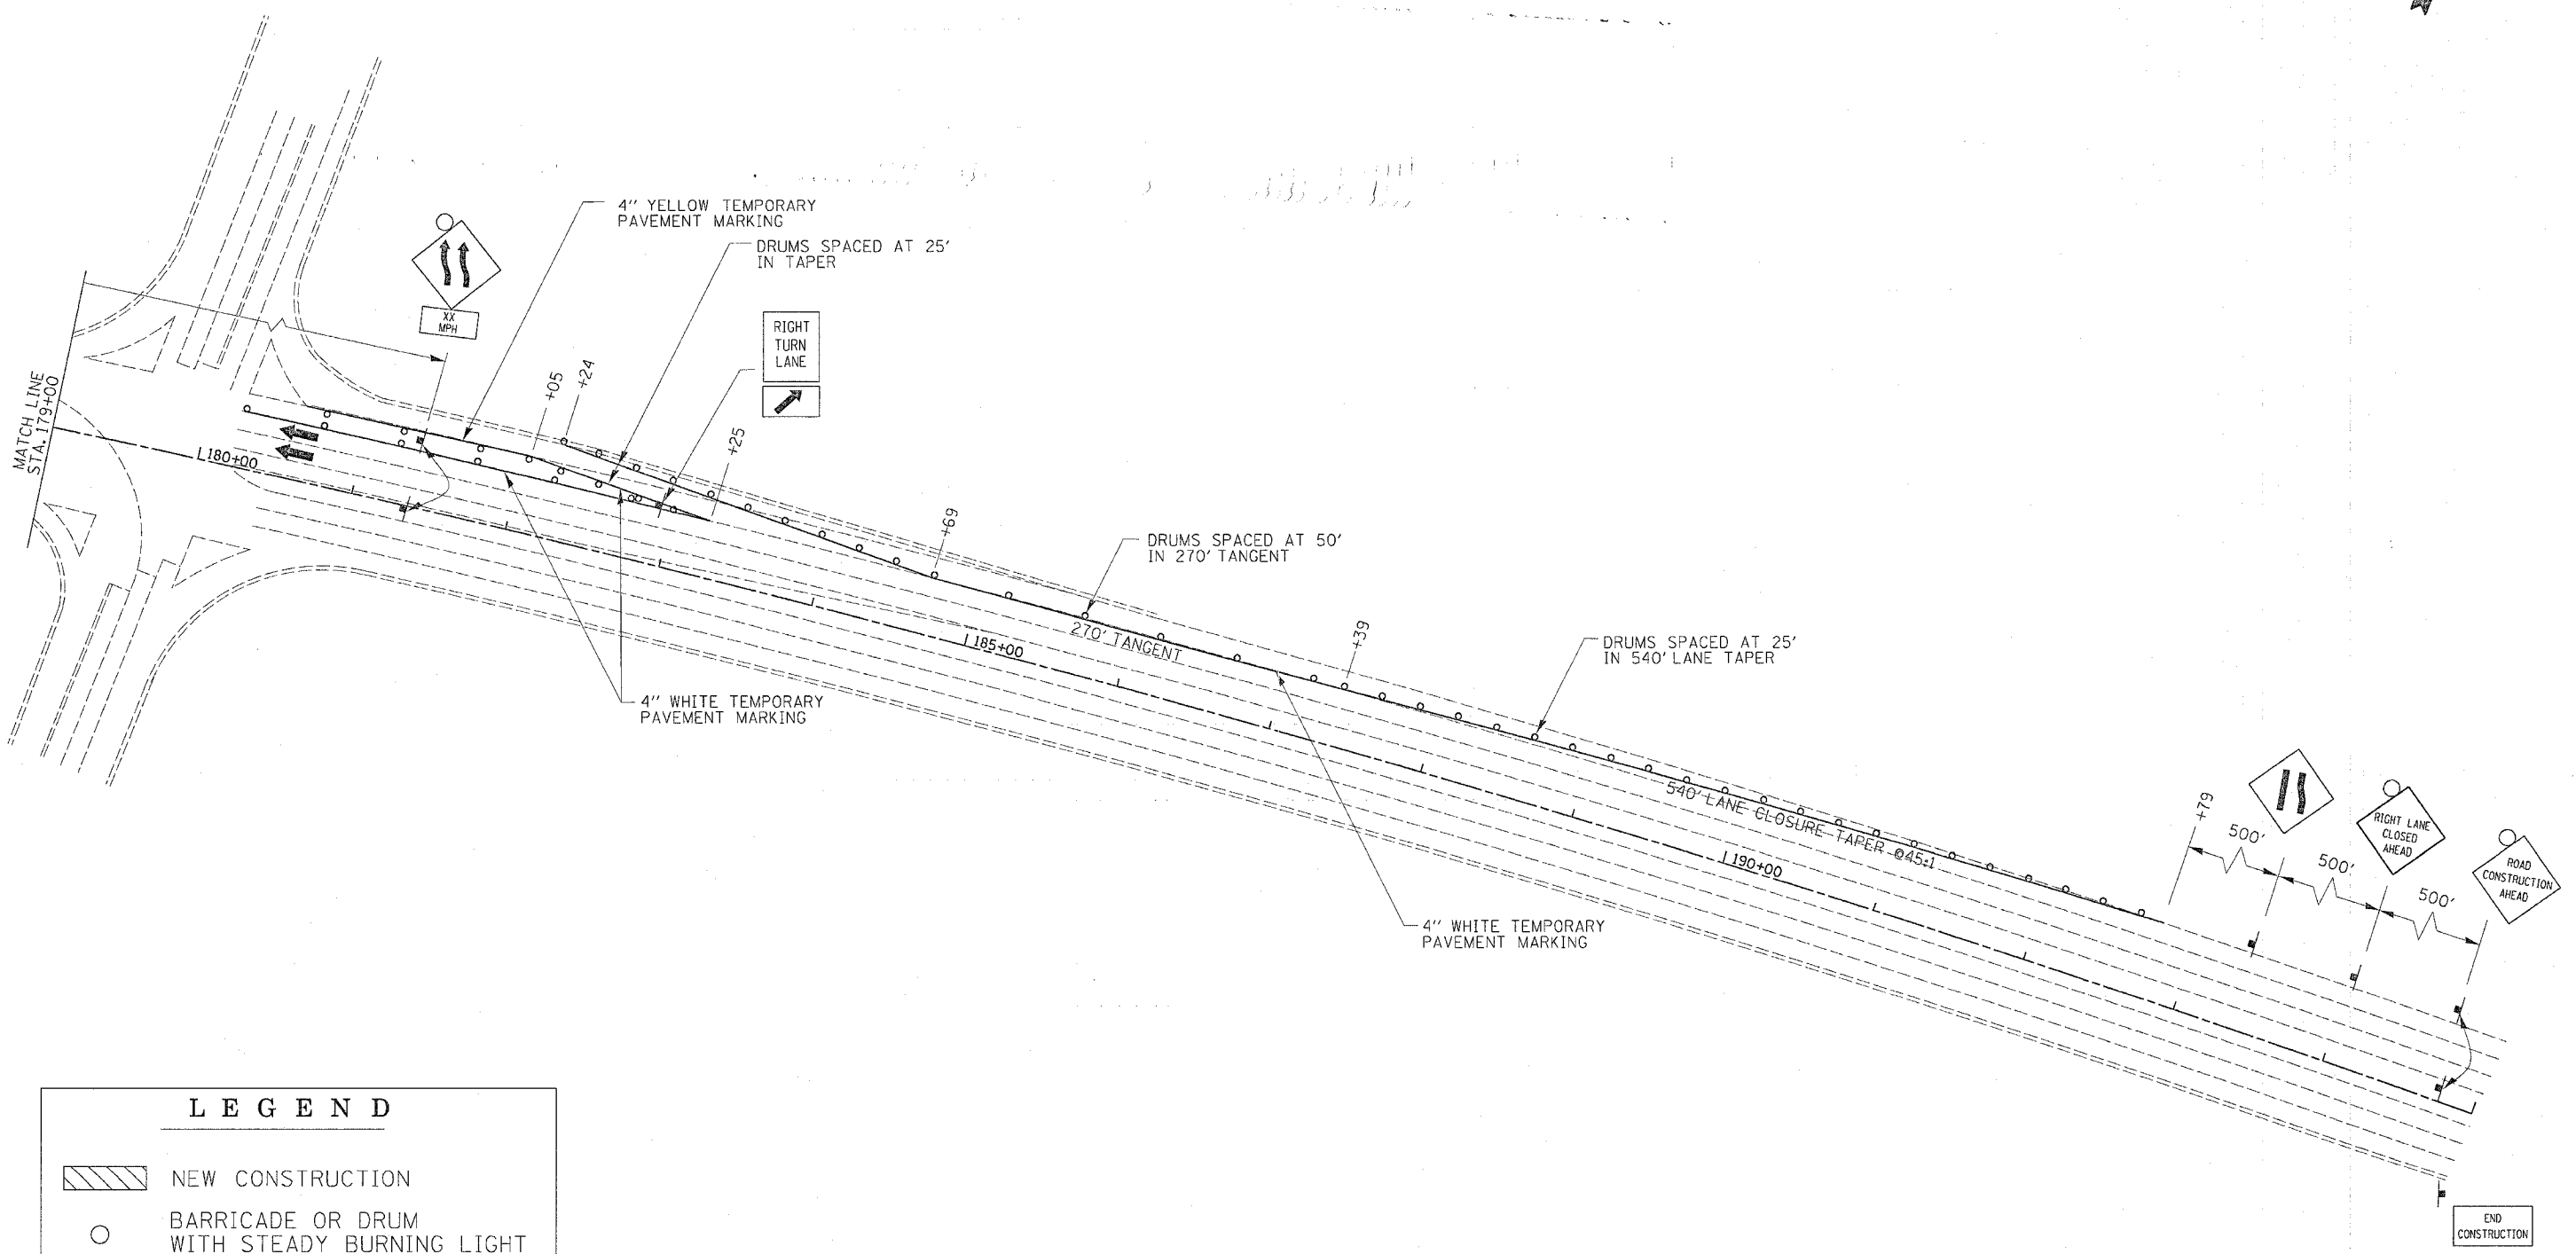 4" YELLOW TEMPORARY
PAVEMENT MARKING
DRUMS SPACED AT 25'
IN TAPER
XX
MPH
RIGHT
TURN
LANE
+05
+24
+25
MATCH LINE
STA.179+00
180+00
+69
DRUMS SPACED AT 50'
IN 270' TANGENT
270' TANGENT
185+00
+39
DRUMS SPACED AT 25'
IN 540' LANE TAPER
4" WHITE TEMPORARY
PAVEMENT MARKING
540' LANE CLOSURE TAPER @45:1
190+00
+79
500'
500'
500'
RIGHT LANE
CLOSED
AHEAD
ROAD
CONSTRUCTION
AHEAD
4" WHITE TEMPORARY
PAVEMENT MARKING
END
CONSTRUCTION
LEGEND
NEW CONSTRUCTION
BARRICADE OR DRUM
WITH STEADY BURNING LIGHT